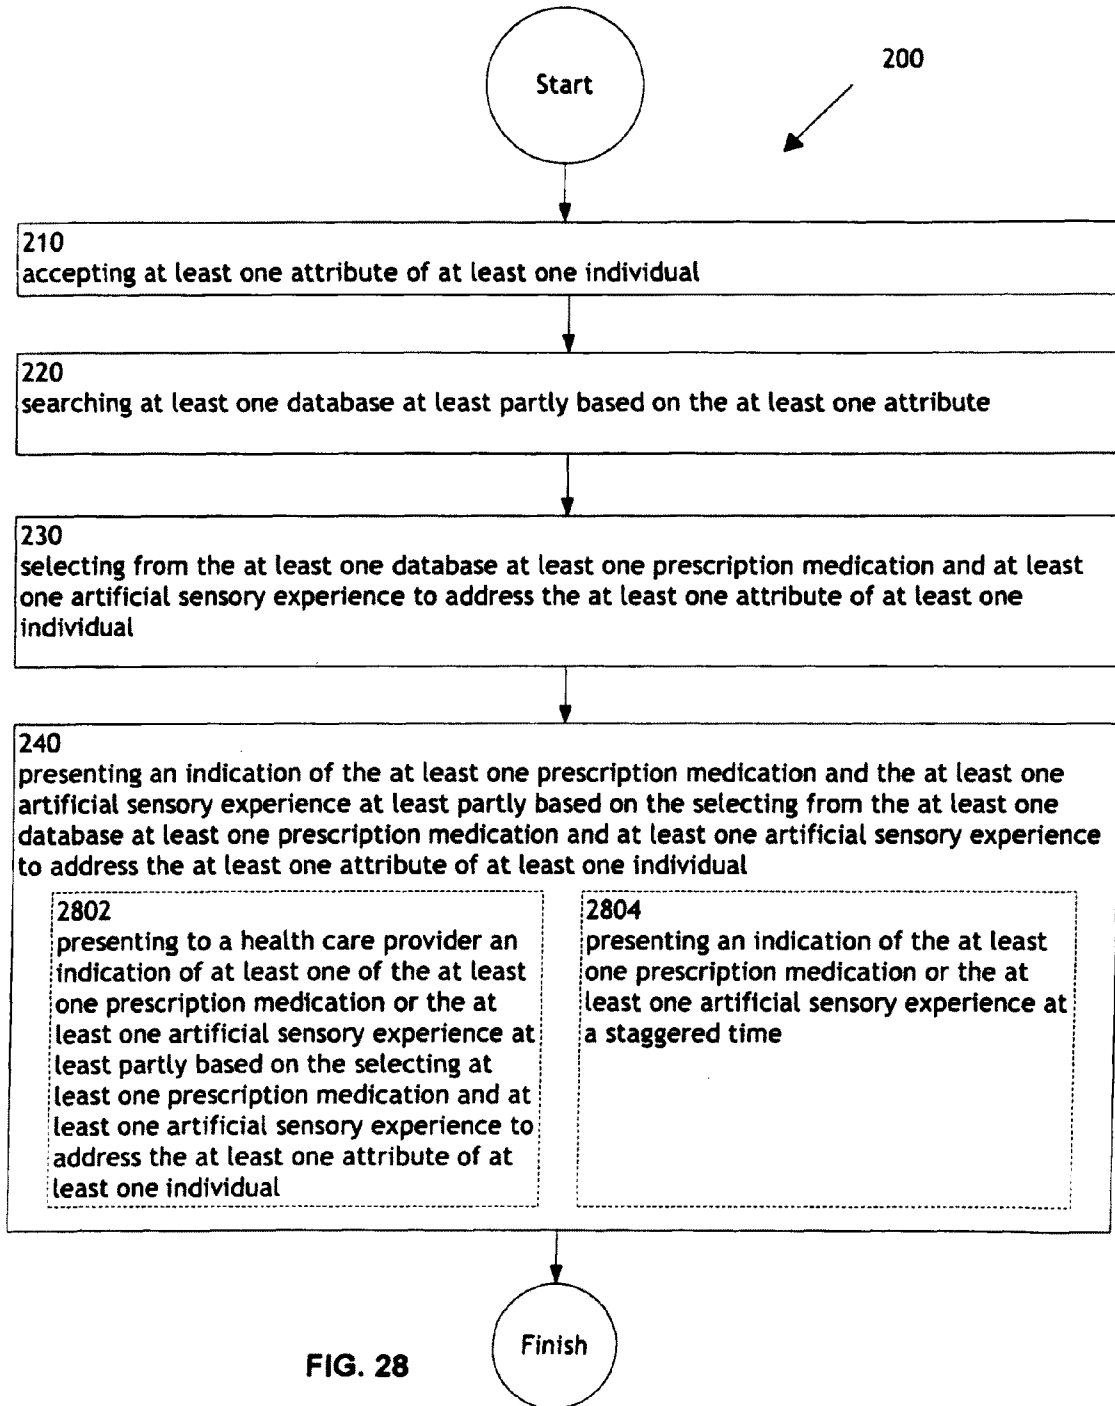 Start
200
210
accepting at least one attribute of at least one individual
220
searching at least one database at least partly based on the at least one attribute
230
selecting from the at least one database at least one prescription medication and at least
one artificial sensory experience to address the at least one attribute of at least one
individual
240
presenting an indication of the at least one prescription medication and the at least one
artificial sensory experience at least partly based on the selecting from the at least one
database at least one prescription medication and at least one artificial sensory experience
to address the at least one attribute of at least one individual
2802
presenting to a health care provider an
indication of at least one of the at least
one prescription medication or the at
least one artificial sensory experience at
least partly based on the selecting at
least one prescription medication and at
least one artificial sensory experience to
address the at least one attribute of at
least one individual
2804
presenting an indication of the at least
one prescription medication or the at
least one artificial sensory experience at
a staggered time
Finish
FIG. 28